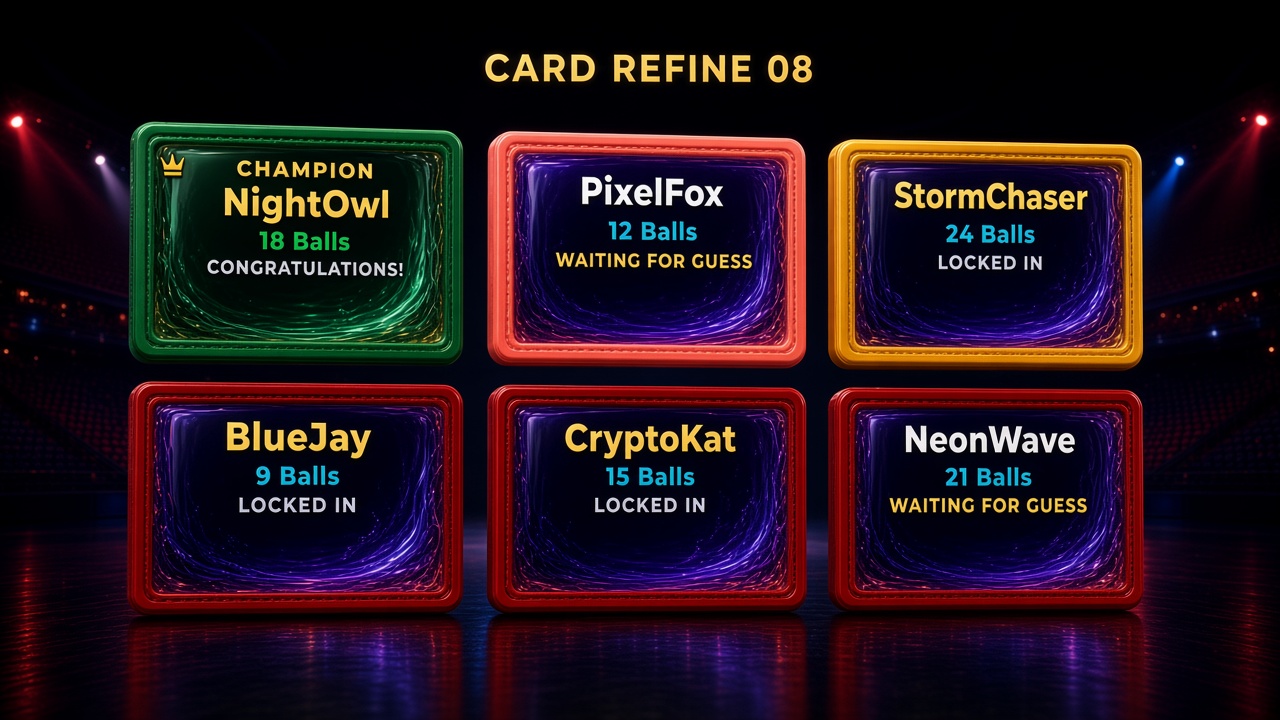 CARD REFINE 08
CHAMPION
NightOwl
18 Balls
CONGRATULATIONS!
PixelFox
12 Balls
WAITING FOR GUESS
StormChaser
24 Balls
LOCKED IN
BlueJay
9 Balls
LOCKED IN
CryptoKat
15 Balls
LOCKED IN
NeonWave
21 Balls
WAITING FOR GUESS